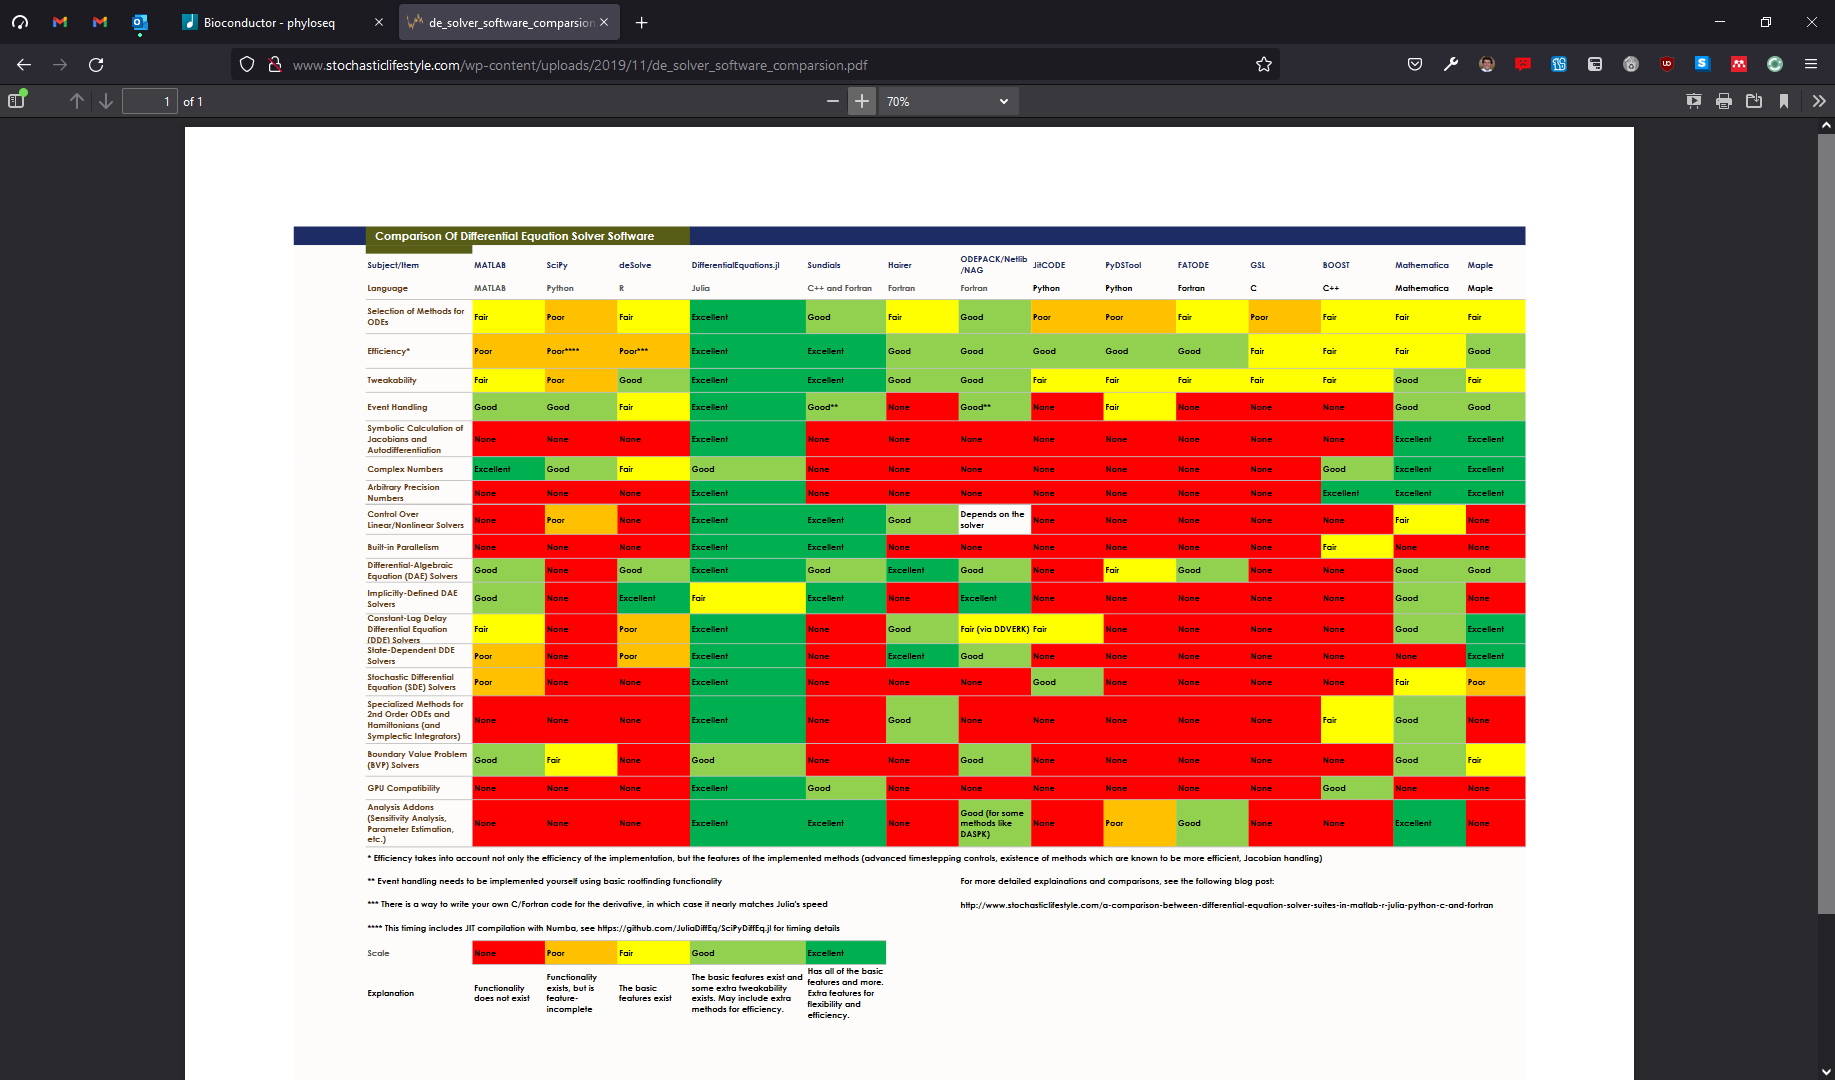 Bioconductor - phyloseq
de_solver_software_comparsion
www.stochasticlifestyle.com/wp-content/uploads/2019/11/de_solver_software_comparsion.pdf
1 of 1 70%
Comparison Of Differential Equation Solver Software
Subject/Item MATLAB SciPy deSolve DifferentialEquations.jl Sundials Hairer ODEPACK/Netlib /NAG JitCODE PyDSTool FATODE GSL BOOST Mathematica Maple
Language MATLAB Python R Julia C++ and Fortran Fortran Fortran Python Python Fortran C C++ Mathematica Maple
Selection of Methods for ODEs Fair Poor Fair Excellent Good Fair Good Poor Poor Fair Poor Fair Fair Fair
Efficiency* Poor Poor**** Poor*** Excellent Excellent Good Good Good Good Good Fair Fair Fair Good
Tweakability Fair Poor Good Excellent Excellent Good Good Fair Fair Fair Fair Fair Good Fair
Event Handling Good Good Fair Excellent Good** None Good** None Fair None None None Good Good
Symbolic Calculation of Jacobians and Autodifferentiation None None None Excellent None None None None None None None None Excellent Excellent
Complex Numbers Excellent Good Fair Good None None None None None None None Good Excellent Excellent
Arbitrary Precision Numbers None None None Excellent None None None None None None None Excellent Excellent Excellent
Control Over Linear/Nonlinear Solvers None Poor None Excellent Excellent Good Depends on the solver None None None None None Fair None
Built-in Parallelism None None None Excellent Excellent None None None None None None Fair None None
Differential-Algebraic Equation (DAE) Solvers Good None Good Excellent Good Excellent Good None Fair Good None None Good Good
Implicitly-Defined DAE Solvers Good None Excellent Fair Excellent None Excellent None None None None None Good None
Constant-Lag Delay Differential Equation (DDE) Solvers Fair None Poor Excellent None Good Fair (via DDVERK) Fair None None None None Good Excellent
State-Dependent DDE Solvers Poor None Poor Excellent None Excellent Good None None None None None None Excellent
Stochastic Differential Equation (SDE) Solvers Poor None None Excellent None None None Good None None None None Fair Poor
Specialized Methods for 2nd Order ODEs and Hamiltonians (and Symplectic Integrators) None None None Excellent None Good None None None None None Fair Good None
Boundary Value Problem (BVP) Solvers Good Fair None Good None None Good None None None None None Good Fair
GPU Compatibility None None None Excellent Good None None None None None None Good None None
Analysis Addons (Sensitivity Analysis, Parameter Estimation, etc.) None None None Excellent Excellent None Good (for some methods like DASPK) None Poor Good None None Excellent None
* Efficiency takes into account not only the efficiency of the implementation, but the features of the implemented methods (advanced timestepping controls, existence of methods which are known to be more efficient, Jacobian handling)
** Event handling needs to be implemented yourself using basic rootfinding functionality
For more detailed explainations and comparisons, see the following blog post:
*** There is a way to write your own C/Fortran code for the derivative, in which case it nearly matches Julia's speed
http://www.stochasticlifestyle.com/a-comparison-between-differential-equation-solver-suites-in-matlab-r-julia-python-c-and-fortran
**** This timing includes JIT compilation with Numba, see https://github.com/JuliaDiffEq/SciPyDiffEq.jl for timing details
Scale None Poor Fair Good Excellent
Explanation Functionality does not exist Functionality exists, but is feature-incomplete The basic features exist The basic features exist and some extra tweakability exists. May include extra methods for efficiency. Has all of the basic features and more. Extra features for flexibility and efficiency.